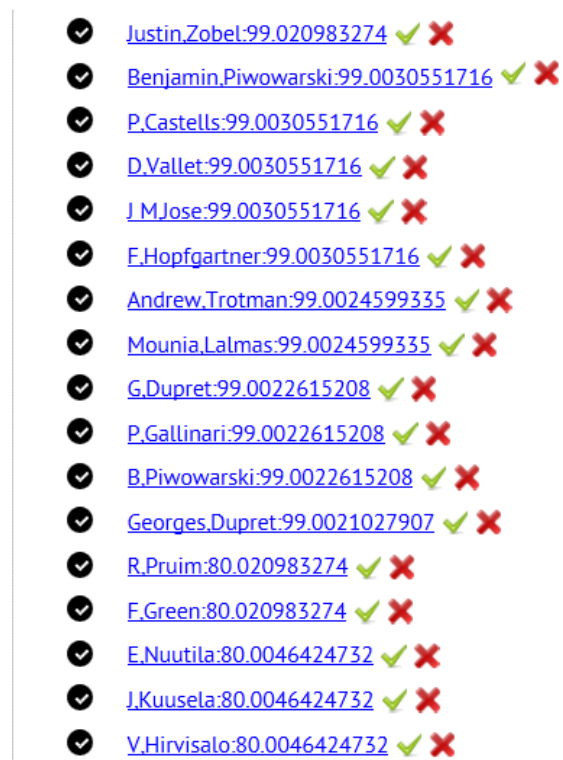 Justin,Zobel:99.020983274
Benjamin,Piwowarski:99.0030551716
P,Castells:99.0030551716
D,Vallet:99.0030551716
J M,Jose:99.0030551716
F,Hopfgartner:99.0030551716
Andrew,Trotman:99.0024599335
Mounia,Lalmas:99.0024599335
G,Dupret:99.0022615208
P,Gallinari:99.0022615208
B,Piwowarski:99.0022615208
Georges,Dupret:99.0021027907
R,Pruim:80.020983274
F,Green:80.020983274
E,Nuutila:80.0046424732
J,Kuusela:80.0046424732
V,Hirvisalo:80.0046424732